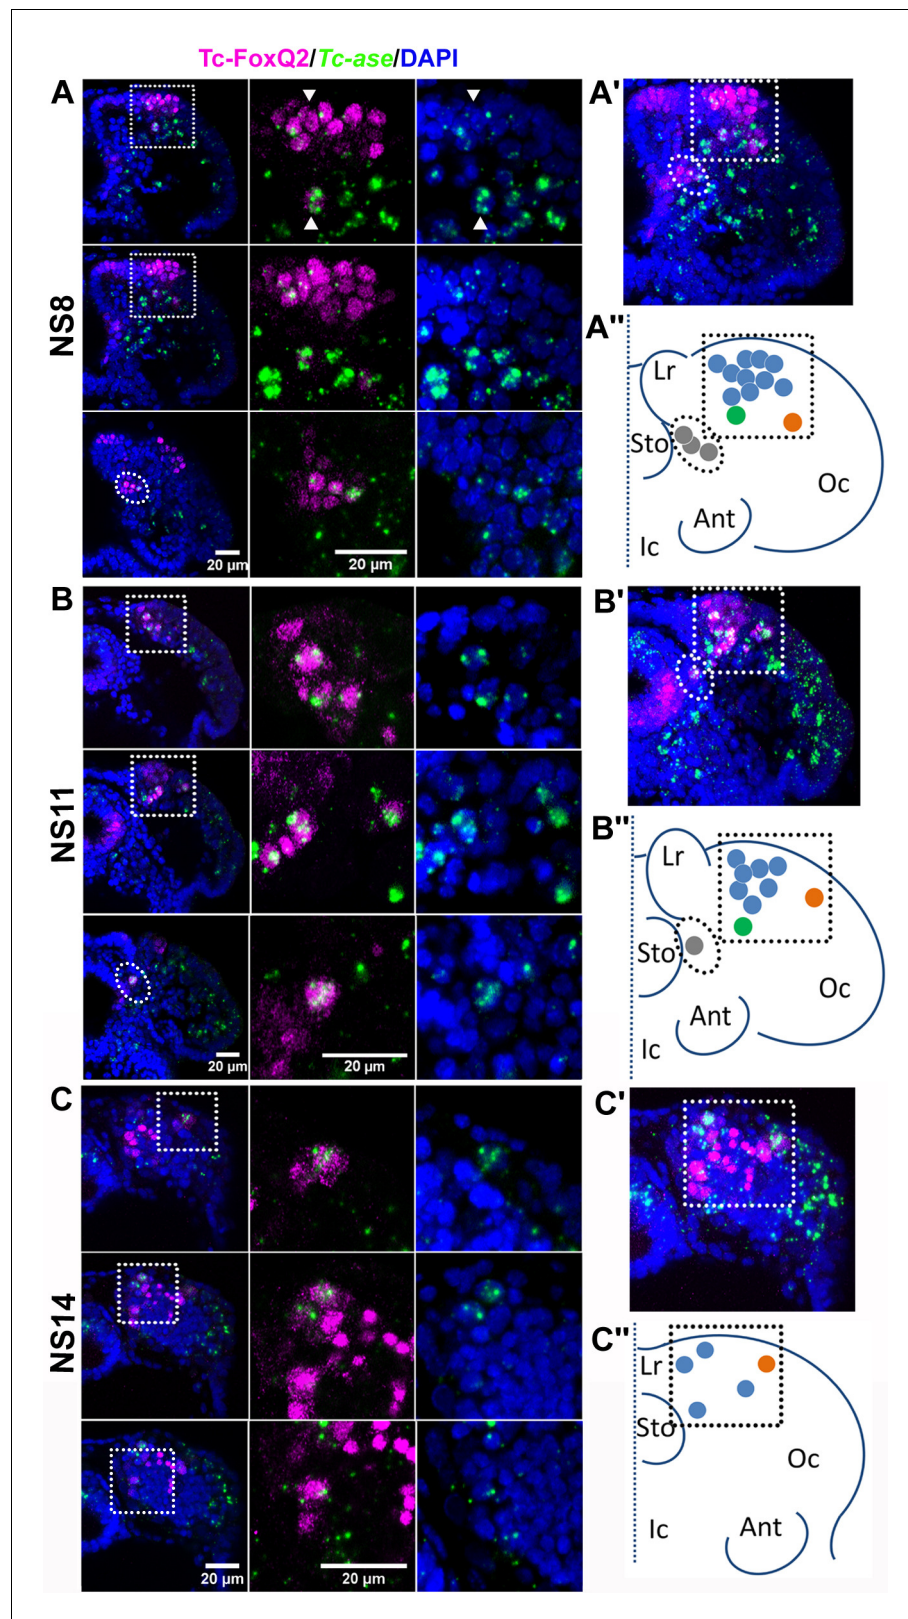 Tc-FoxQ2/Tc-ase/DAPI
A
NS8
20 µm
20 µm
A'
A''
Lr
Sto
Oc
Ant
Ic
B
NS11
20 µm
20 µm
B'
B''
Lr
Sto
Oc
Ant
Ic
C
NS14
20 µm
20 µm
C'
C''
Lr
Sto
Oc
Ic
Ant